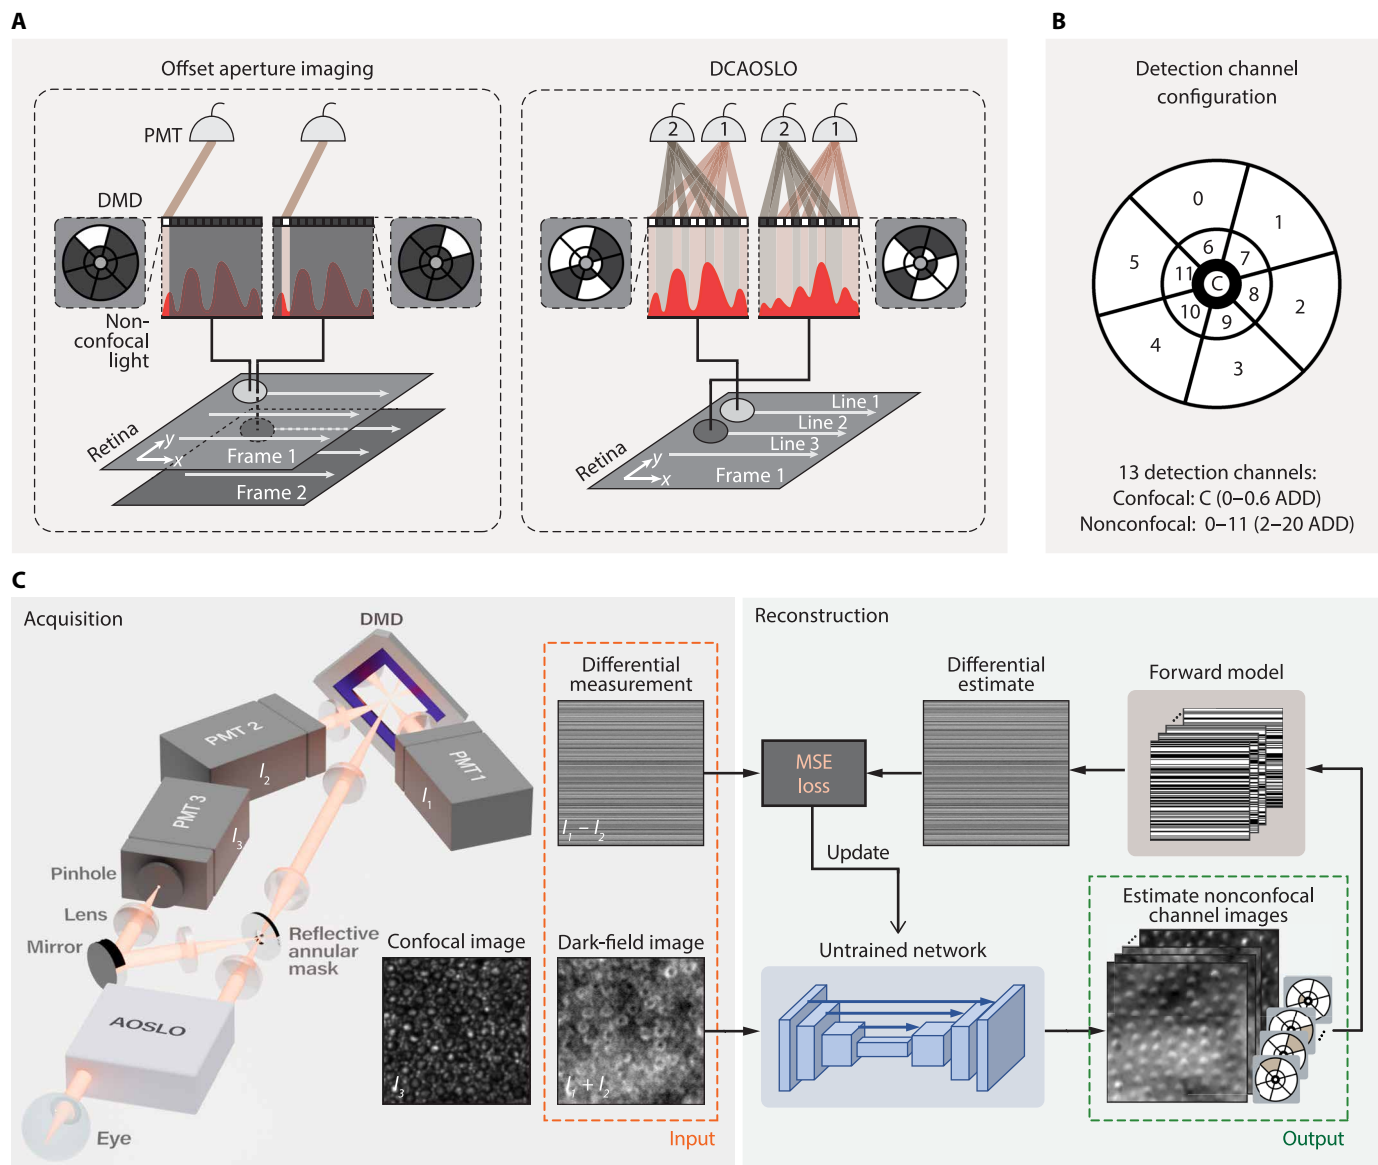 A
Offset aperture imaging
PMT
DMD
Non-
confocal
light
Retina
y
x
Frame 1
Frame 2
DCAOSLO
2
1
2
1
Line 1
Line 2
Line 3
Retina
y
x
Frame 1
B
Detection channel
configuration
0
1
2
3
4
5
6
7
8
9
10
11
C
13 detection channels:
Confocal: C (0–0.6 ADD)
Nonconfocal: 0–11 (2–20 ADD)
C
Acquisition
DMD
PMT 2
I2
PMT1
I1
PMT 3
I3
Pinhole
Lens
Mirror
Reflective
annular
mask
AOSLO
Eye
Confocal image
I3
Differential
measurement
I1 – I2
Dark-field image
I1 + I2
Input
Reconstruction
MSE
loss
Differential
estimate
Forward model
Update
Untrained network
Estimate nonconfocal
channel images
Output